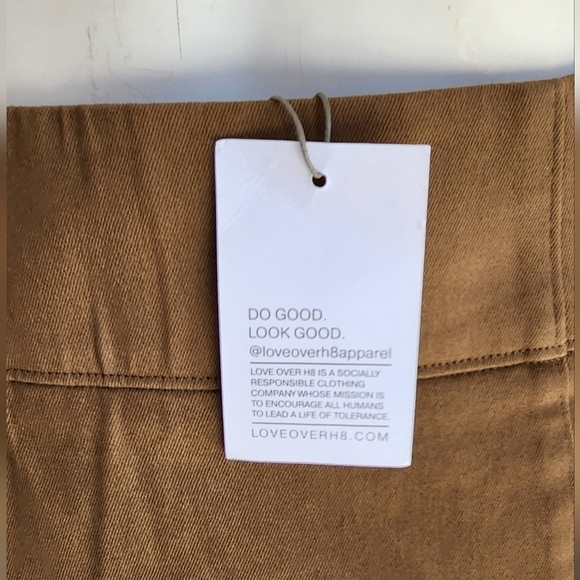 DO GOOD.
LOOK GOOD.
@loveoverh8apparel
LOVE OVER H8 IS A SOCIALLY
RESPONSIBLE CLOTHING
COMPANY WHOSE MISSION IS
TO ENCOURAGE ALL HUMANS
TO LEAD A LIFE OF TOLERANCE.
LOVEOVERH8.COM